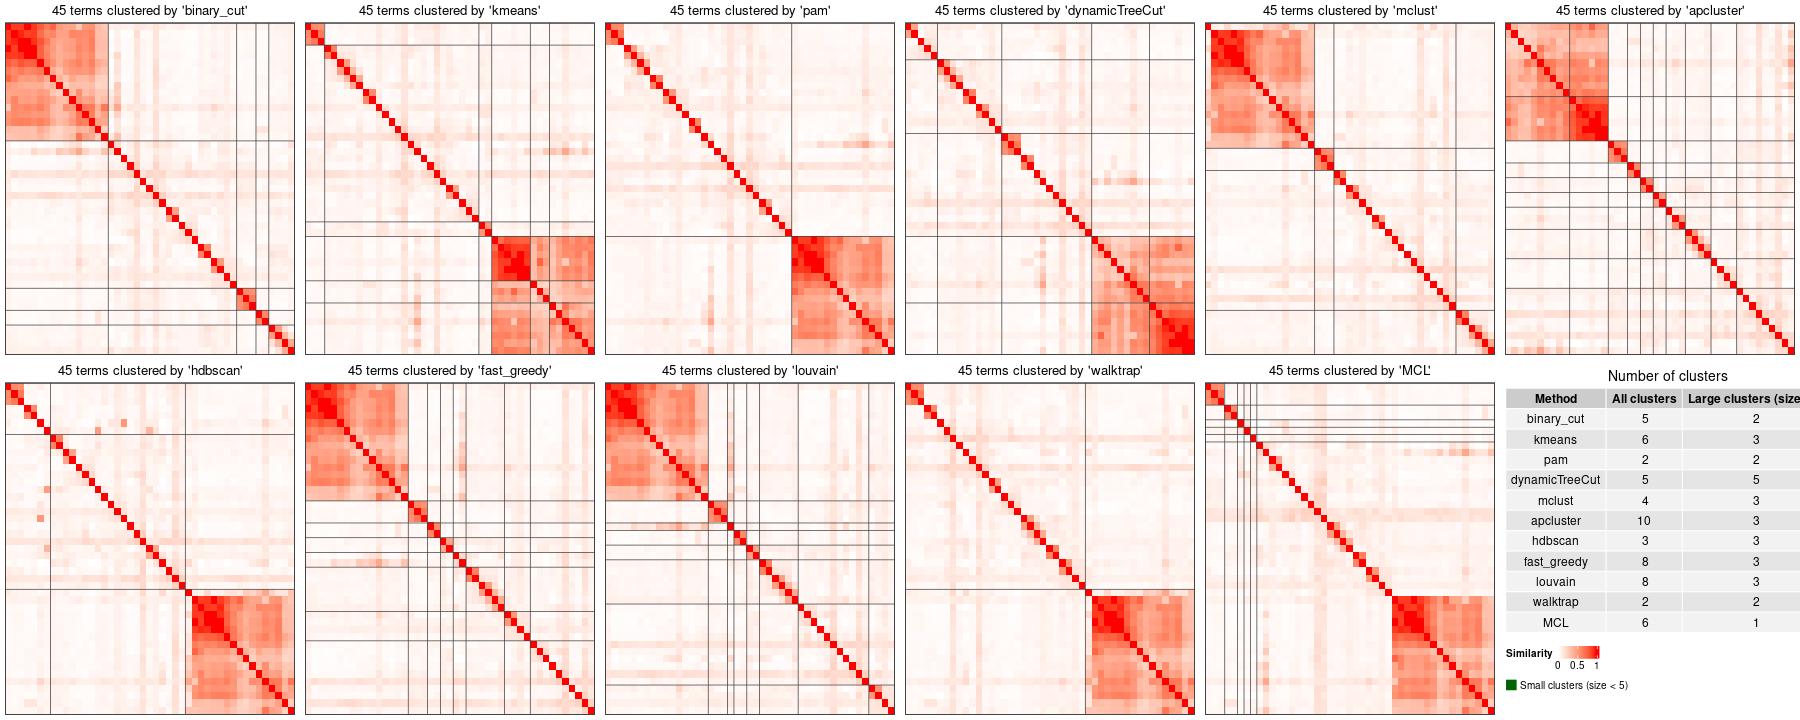 45 terms clustered by 'binary_cut'
45 terms clustered by 'kmeans'
45 terms clustered by 'pam'
45 terms clustered by 'dynamicTreeCut'
45 terms clustered by 'mclust'
45 terms clustered by 'apcluster'
45 terms clustered by 'hdbscan'
45 terms clustered by 'fast_greedy'
45 terms clustered by 'louvain'
45 terms clustered by 'walktrap'
45 terms clustered by 'MCL'
Number of clusters
Method All clusters Large clusters (size
binary_cut 5 2
kmeans 6 3
pam 2 2
dynamicTreeCut 5 5
mclust 4 3
apcluster 10 3
hdbscan 3 3
fast_greedy 8 3
louvain 8 3
walktrap 2 2
MCL 6 1
Similarity
0 0.5 1
Small clusters (size < 5)